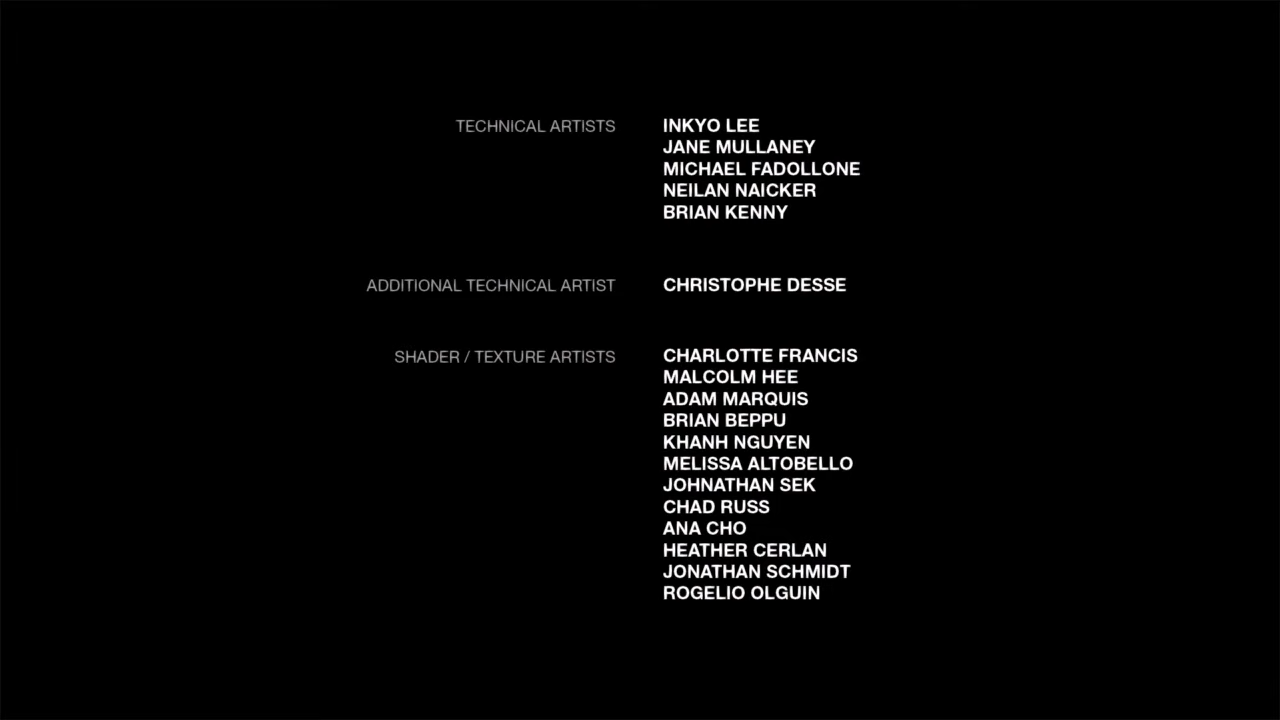 TECHNICAL ARTISTS INKYO LEE
JANE MULLANEY
MICHAEL FADOLLONE
NEILAN NAICKER
BRIAN KENNY
ADDITIONAL TECHNICAL ARTIST CHRISTOPHE DESSE
SHADER / TEXTURE ARTISTS CHARLOTTE FRANCIS
MALCOLM HEE
ADAM MARQUIS
BRIAN BEPPU
KHANH NGUYEN
MELISSA ALTOBELLO
JOHNATHAN SEK
CHAD RUSS
ANA CHO
HEATHER CERLAN
JONATHAN SCHMIDT
ROGELIO OLGUIN